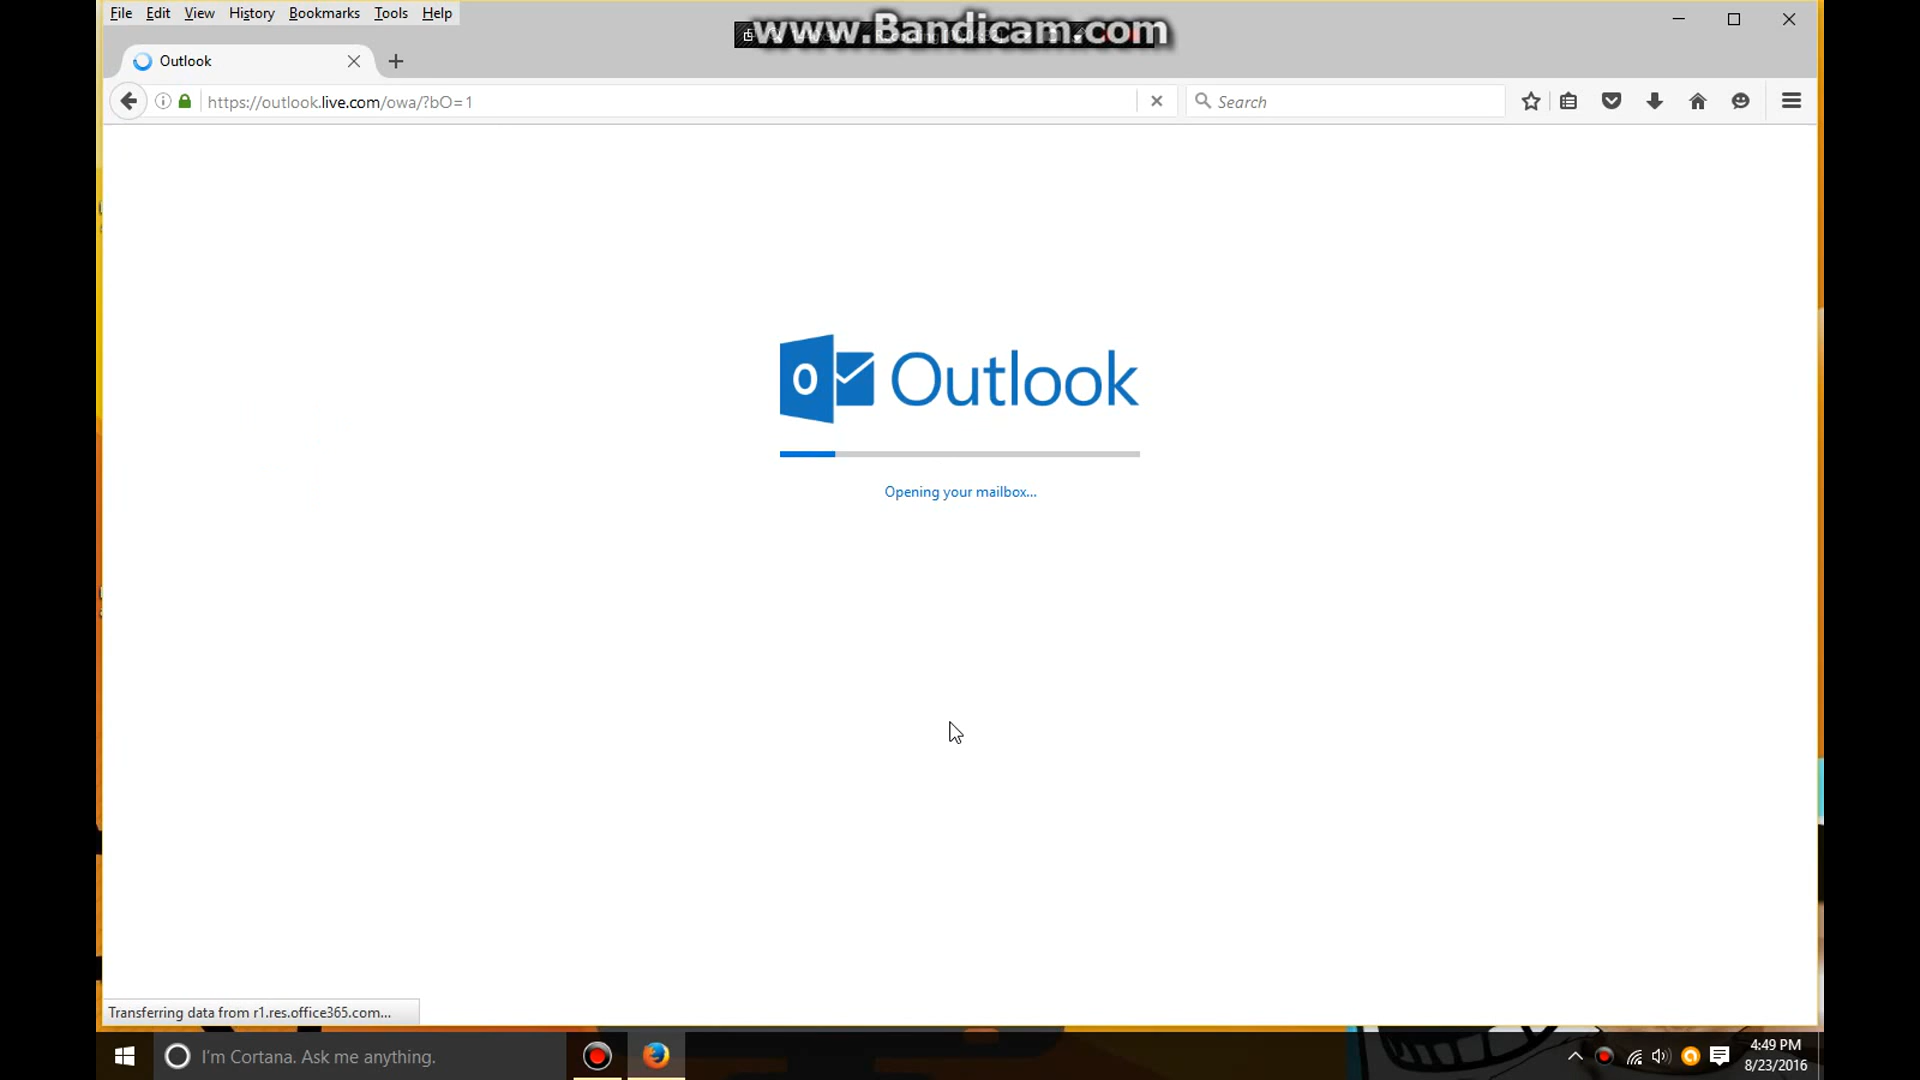 File Edit View History Bookmarks Tools Help
www.Bandicam.com
Outlook
https://outlook.live.com/owa/?bO=1
Search
Outlook
Opening your mailbox...
Transferring data from r1.res.office365.com...
I'm Cortana. Ask me anything.
4:49 PM
8/23/2016